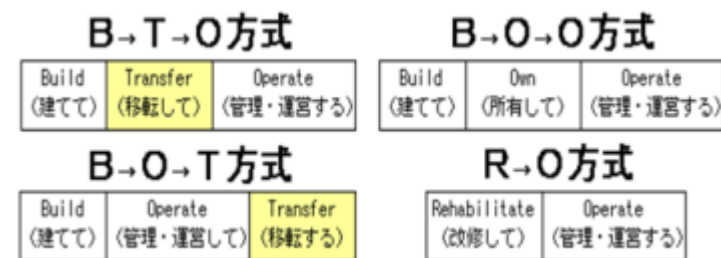 B→T→O方式
Build Transfer Operate
(建てて) (移転して) (管理・運営する)
B→O→O方式
Build Own Operate
(建てて) (所有して) (管理・運営する)
B→O→T方式
Build Operate Transfer
(建てて) (管理・運営して) (移転する)
R→O方式
Rehabilitate Operate
(改修して) (管理・運営する)